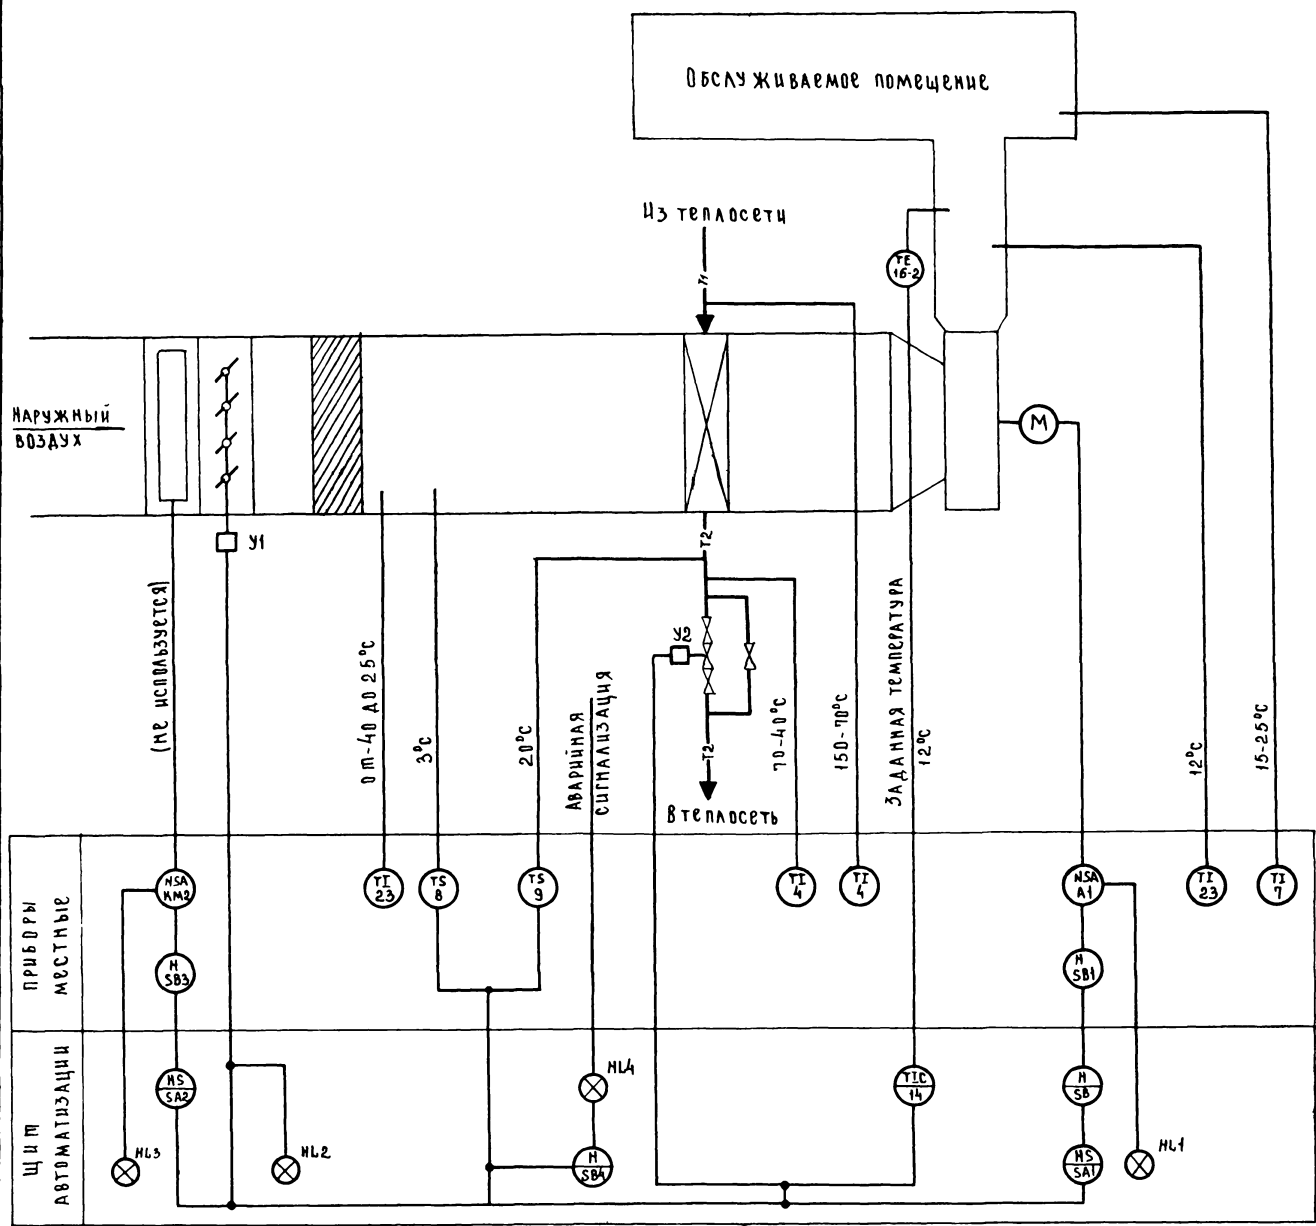 Обслуживаемое помещение
Из теплосети
TE
16-2
T1
Наружный
воздух
M
У1
T2
(не используется)
от-40 до 25°С
3°С
20°С
Аварийная
сигнализация
У2
T2
В теплосеть
70-40°С
150-70°С
Заданная температура
12°С
12°С
15-25°С
Приборы
местные
NSA
KM2
TI
23
TS
8
TS
9
TI
4
TI
4
NSA
A1
TI
23
TI
7
H
SB3
H
SB1
Щит
автоматизации
HS
SA2
HL4
TIC
14
H
SB
HL3
HL2
H
SB4
HS
SA1
HL1